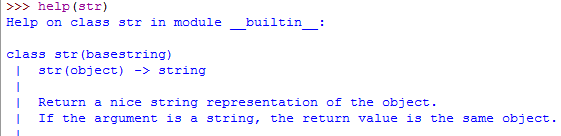 >>> help(str)
Help on class str in module __builtin__:

class str(basestring)
 |  str(object) -> string
 |
 |  Return a nice string representation of the object.
 |  If the argument is a string, the return value is the same object.
 |